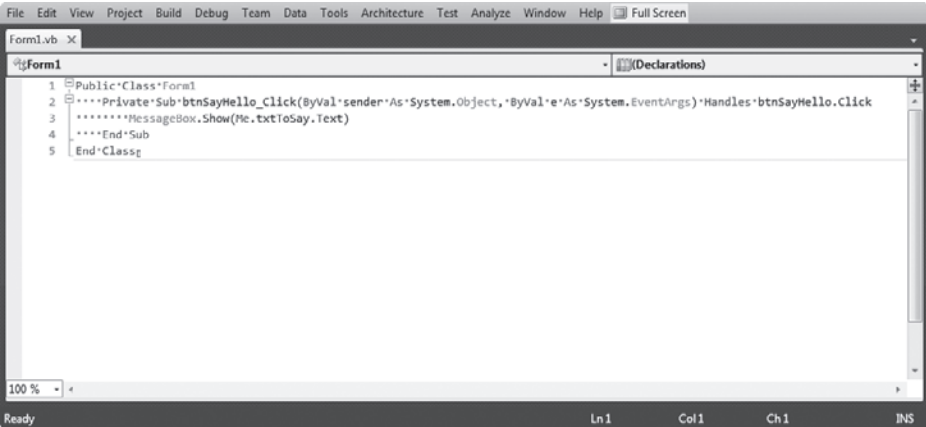 File Edit View Project Build Debug Team Data Tools Architecture Test Analyze Window Help Full Screen
Form1.vb
Form1 (Declarations)
1 Public·Class·Form1
2 ····Private·Sub·btnSayHello_Click(ByVal·sender·As·System.Object,·ByVal·e·As·System.EventArgs)·Handles·btnSayHello.Click
3 ········MessageBox.Show(Me.txtToSay.Text)
4 ····End·Sub
5 End·Class
100 %
Ready Ln 1 Col 1 Ch 1 INS